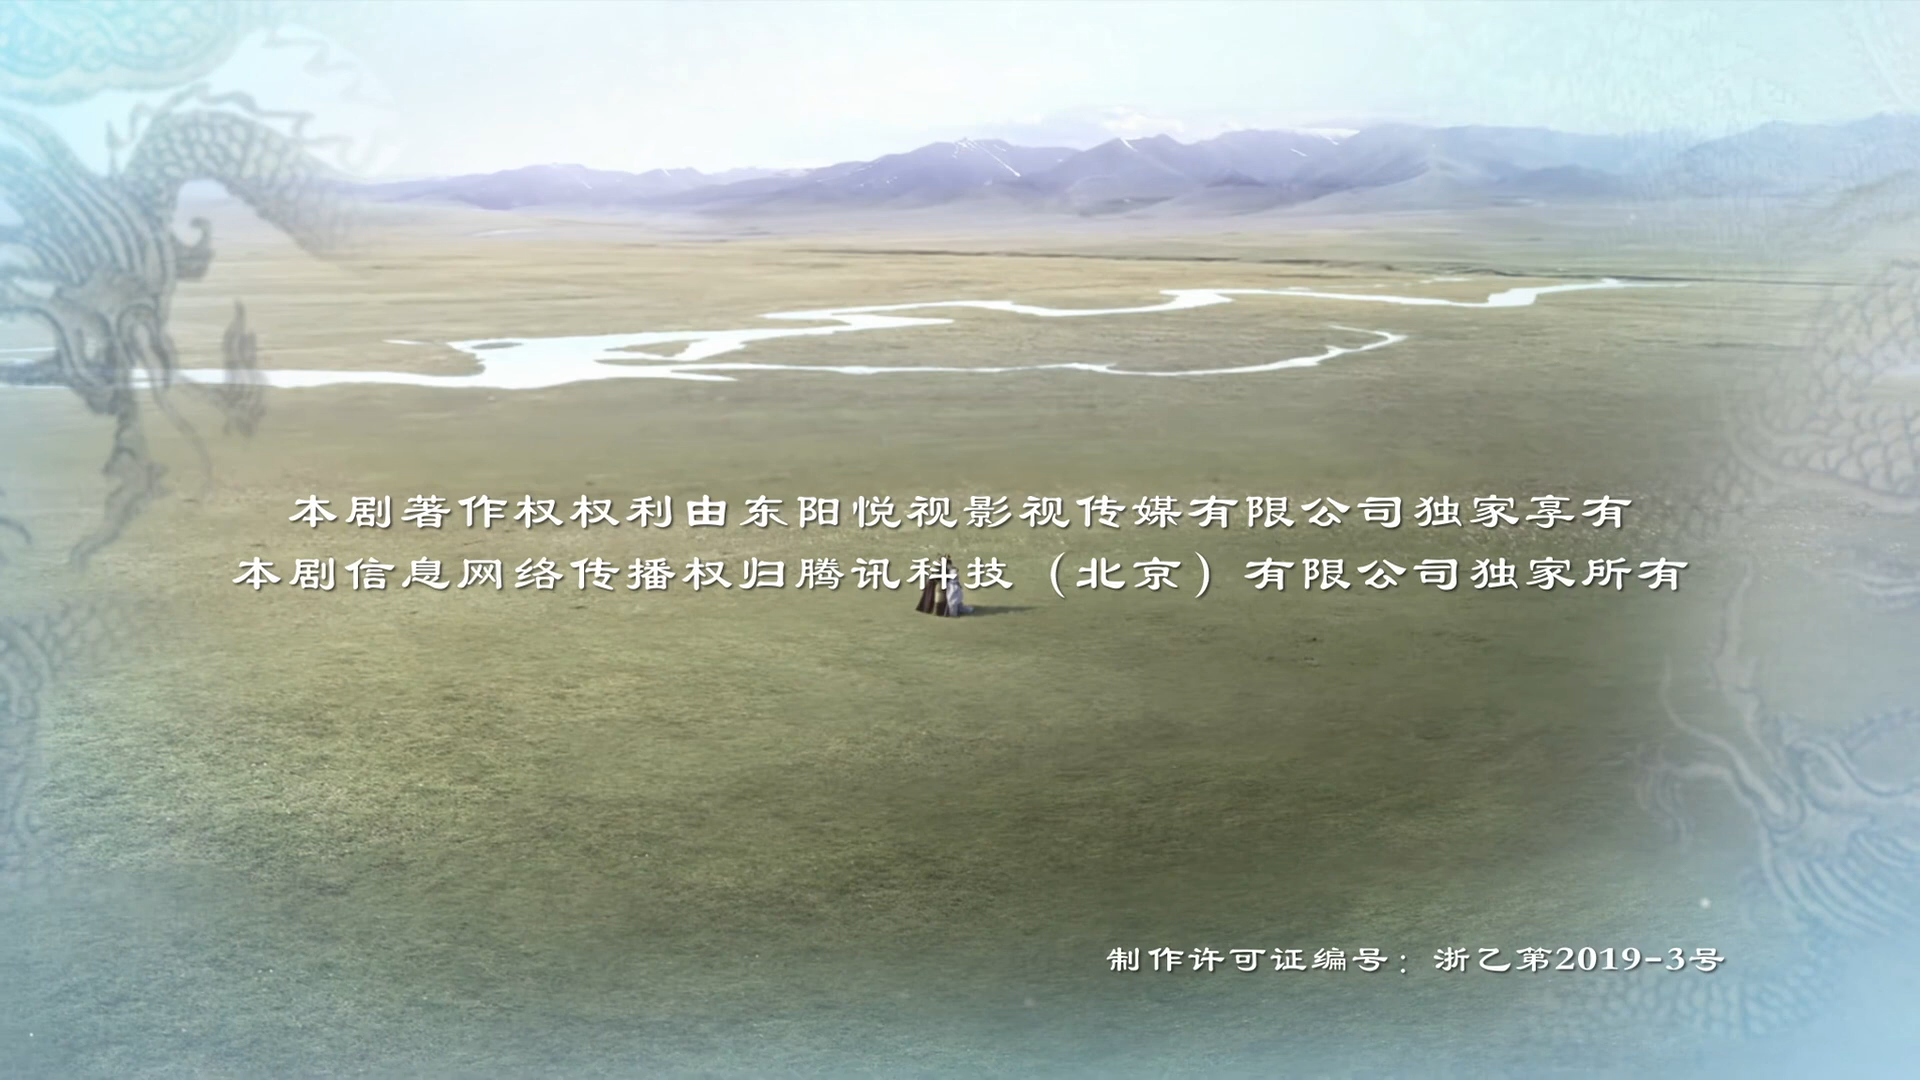 本剧著作权权利由东阳悦视影视传媒有限公司独家享有
本剧信息网络传播权归腾讯科技（北京）有限公司独家所有
制作许可证编号：浙乙第2019-3号